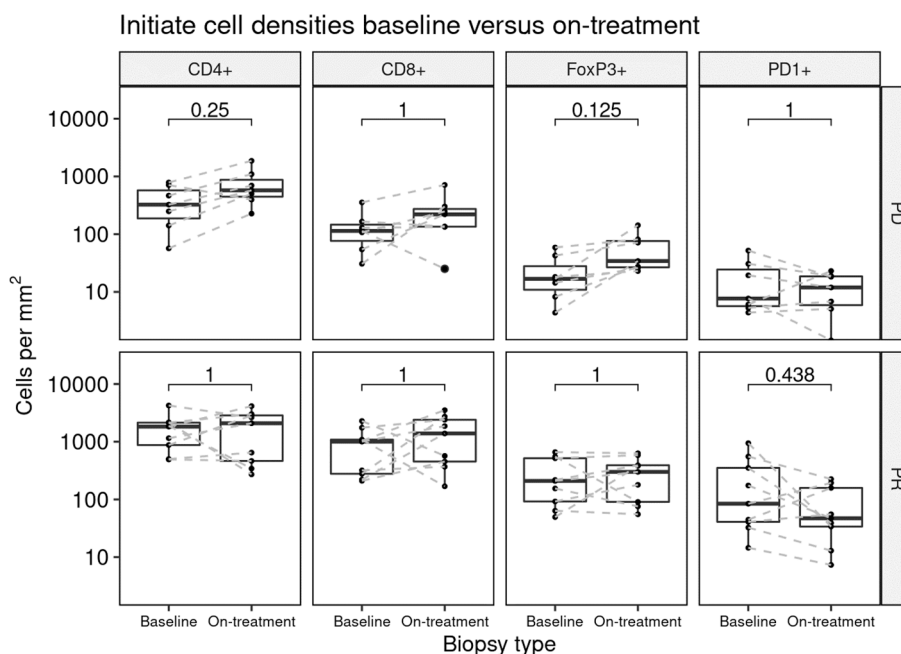 Initiate cell densities baseline versus on-treatment
CD4+ CD8+ FoxP3+ PD1+
0.25 1 0.125 1
10000
1000
100
10
PD
1 1 1 0.438
10000
1000
100
10
PR
Cells per mm²
Baseline On-treatment Baseline On-treatment Baseline On-treatment Baseline On-treatment
Biopsy type